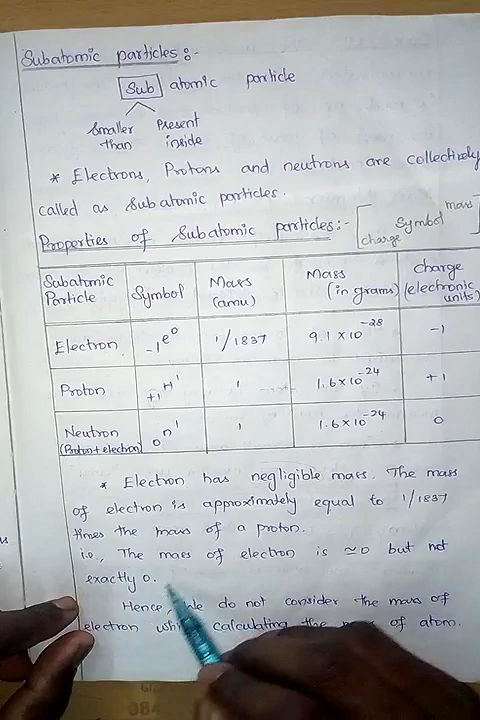 Subatomic particles :-
Sub atomic particle
Smaller than Present inside
* Electrons, Protons and neutrons are collectively
called as Subatomic particles.
Properties of Subatomic particles :- [charge Symbol mass]
Subatomic Particle Symbol Mass (amu) Mass (in grams) Charge (electronic units)
Electron ₋₁e⁰ 1/1837 9.1 × 10⁻²⁸ -1
Proton ₊₁H¹ 1 1.6 × 10⁻²⁴ +1
Neutron (Proton + electron) ₀n¹ 1 1.6 × 10⁻²⁴ 0
* Electron has negligible mass. The mass
of electron is approximately equal to 1/1837
times the mass of a proton.
i.e., The mass of electron is ≃0 but not
exactly 0.
Hence, We do not consider the mass of
electron calculating the of atom.